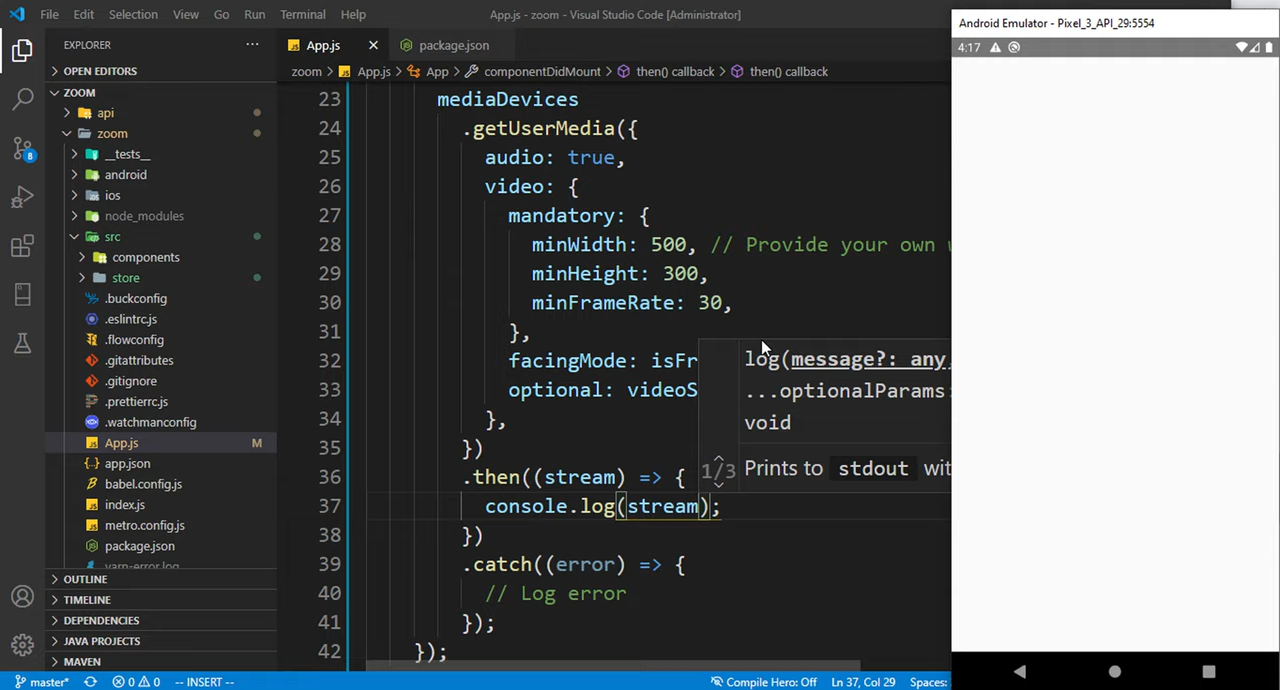 File Edit Selection View Go Run Terminal Help App.js - zoom - Visual Studio Code [Administrator]
EXPLORER
OPEN EDITORS
ZOOM
api
zoom
__tests__
android
ios
node_modules
src
components
store
.buckconfig
.eslintrc.js
.flowconfig
.gitattributes
.gitignore
.prettierrc.js
.watchmanconfig
App.js M
app.json
babel.config.js
index.js
metro.config.js
package.json
yarn-error.log
OUTLINE
TIMELINE
DEPENDENCIES
JAVA PROJECTS
MAVEN
8
App.js package.json
zoom > App.js > App > componentDidMount > then() callback > then() callback
23 mediaDevices
24 .getUserMedia({
25 audio: true,
26 video: {
27 mandatory: {
28 minWidth: 500, // Provide your own
29 minHeight: 300,
30 minFrameRate: 30,
31 },
32 facingMode: isFr
33 optional: videoS
34 },
35 })
36 .then((stream) => {
37 console.log(stream);
38 })
39 .catch((error) => {
40 // Log error
41 });
42 });
log(message?: any,
...optionalParams:
void
1/3 Prints to stdout wit
master* 0 0 -- INSERT -- Compile Hero: Off Ln 37, Col 29 Spaces:
Android Emulator - Pixel_3_API_29:5554
4:17